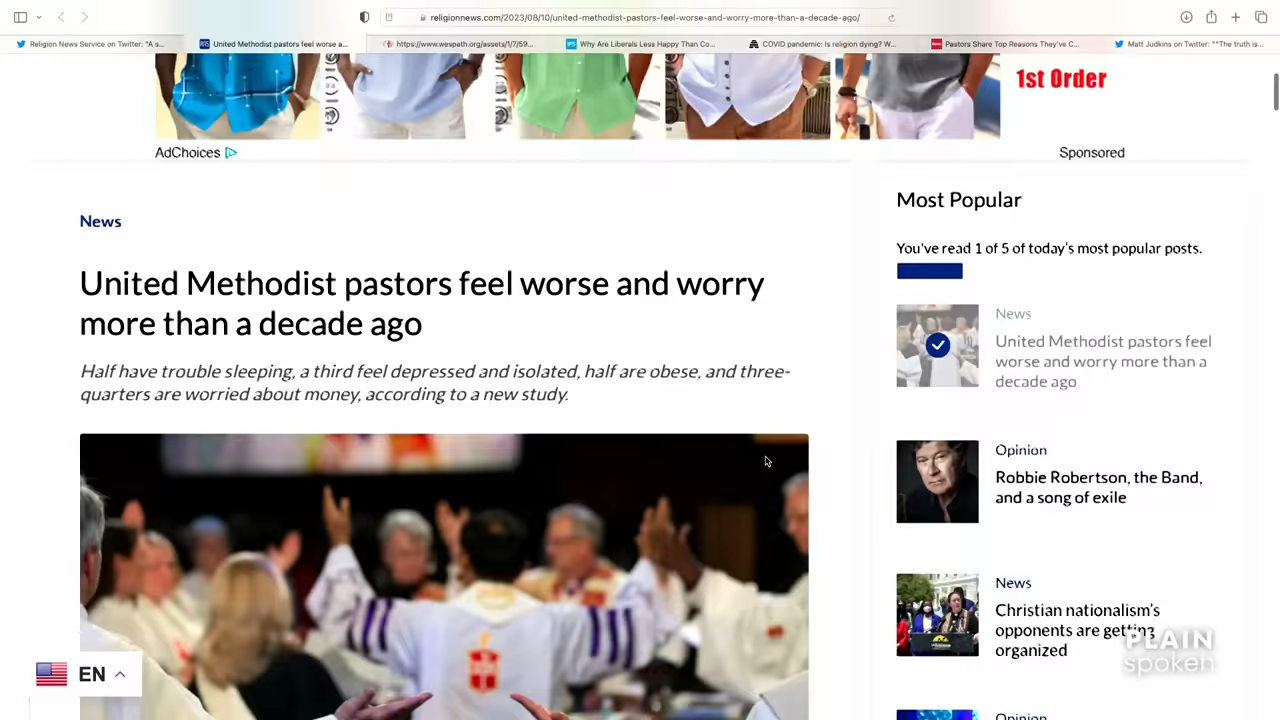 religionnews.com/2023/08/10/united-methodist-pastors-feel-worse-and-worry-more-than-a-decade-ago/
Religion News Service on Twitter: "A s...
United Methodist pastors feel worse a...
https://www.wespath.org/assets/1/7/59...
Why Are Liberals Less Happy Than Co...
COVID pandemic: Is religion dying? W...
Pastors Share Top Reasons They've C...
Matt Judkins on Twitter: ""The truth is...
1st Order
AdChoices
Sponsored
News
United Methodist pastors feel worse and worry
more than a decade ago
Half have trouble sleeping, a third feel depressed and isolated, half are obese, and three-
quarters are worried about money, according to a new study.
Most Popular
You've read 1 of 5 of today's most popular posts.
News
United Methodist pastors feel
worse and worry more than a
decade ago
Opinion
Robbie Robertson, the Band,
and a song of exile
News
Christian nationalism's
opponents are getting
organized
Opinion
EN
PLAIN
spoken